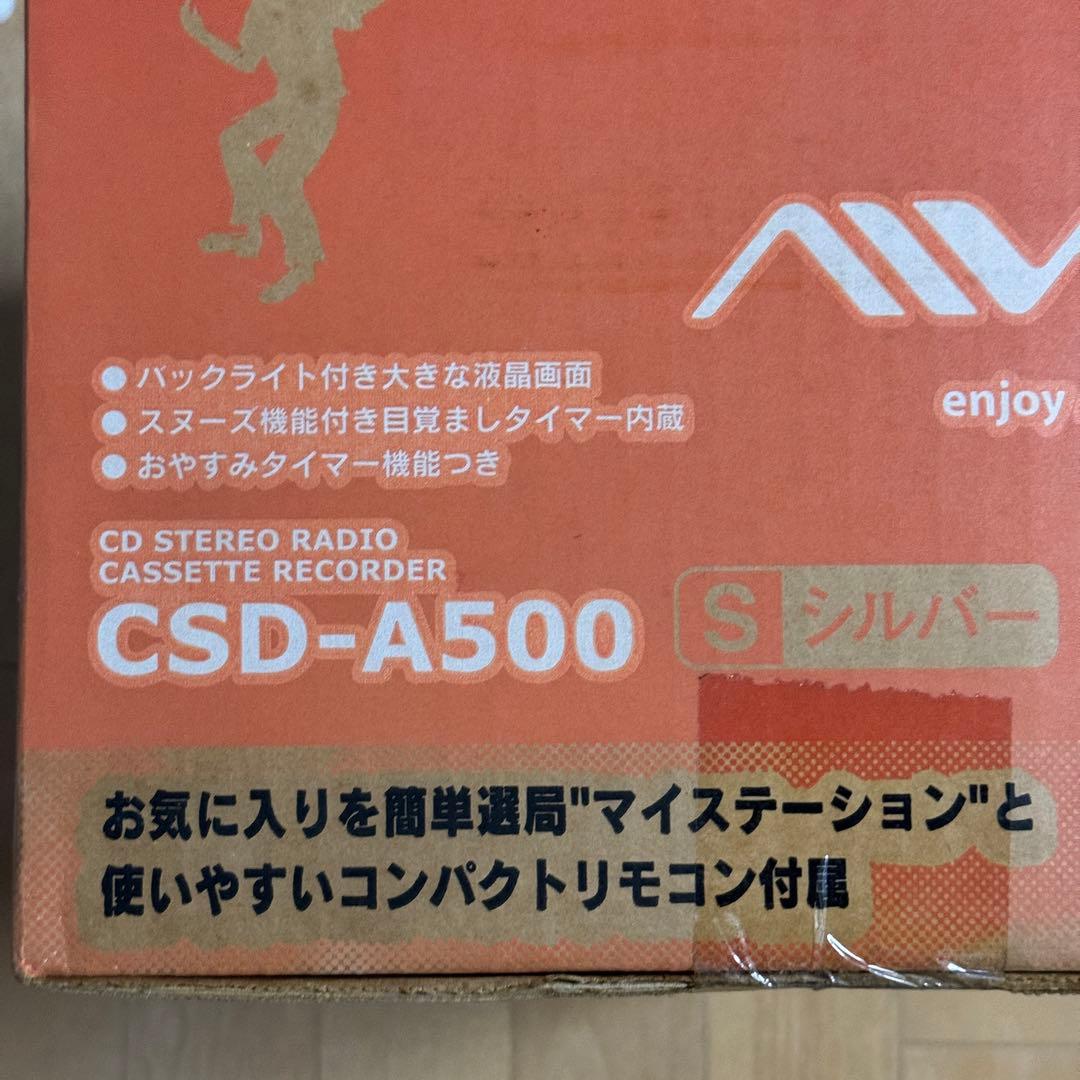 ● バックライト付き大きな液晶画面
● スヌーズ機能付き目覚ましタイマー内蔵
● おやすみタイマー機能つき
enjoy
CD STEREO RADIO
CASSETTE RECORDER
CSD-A500
S シルバー
お気に入りを簡単選局"マイステーション"と
使いやすいコンパクトリモコン付属